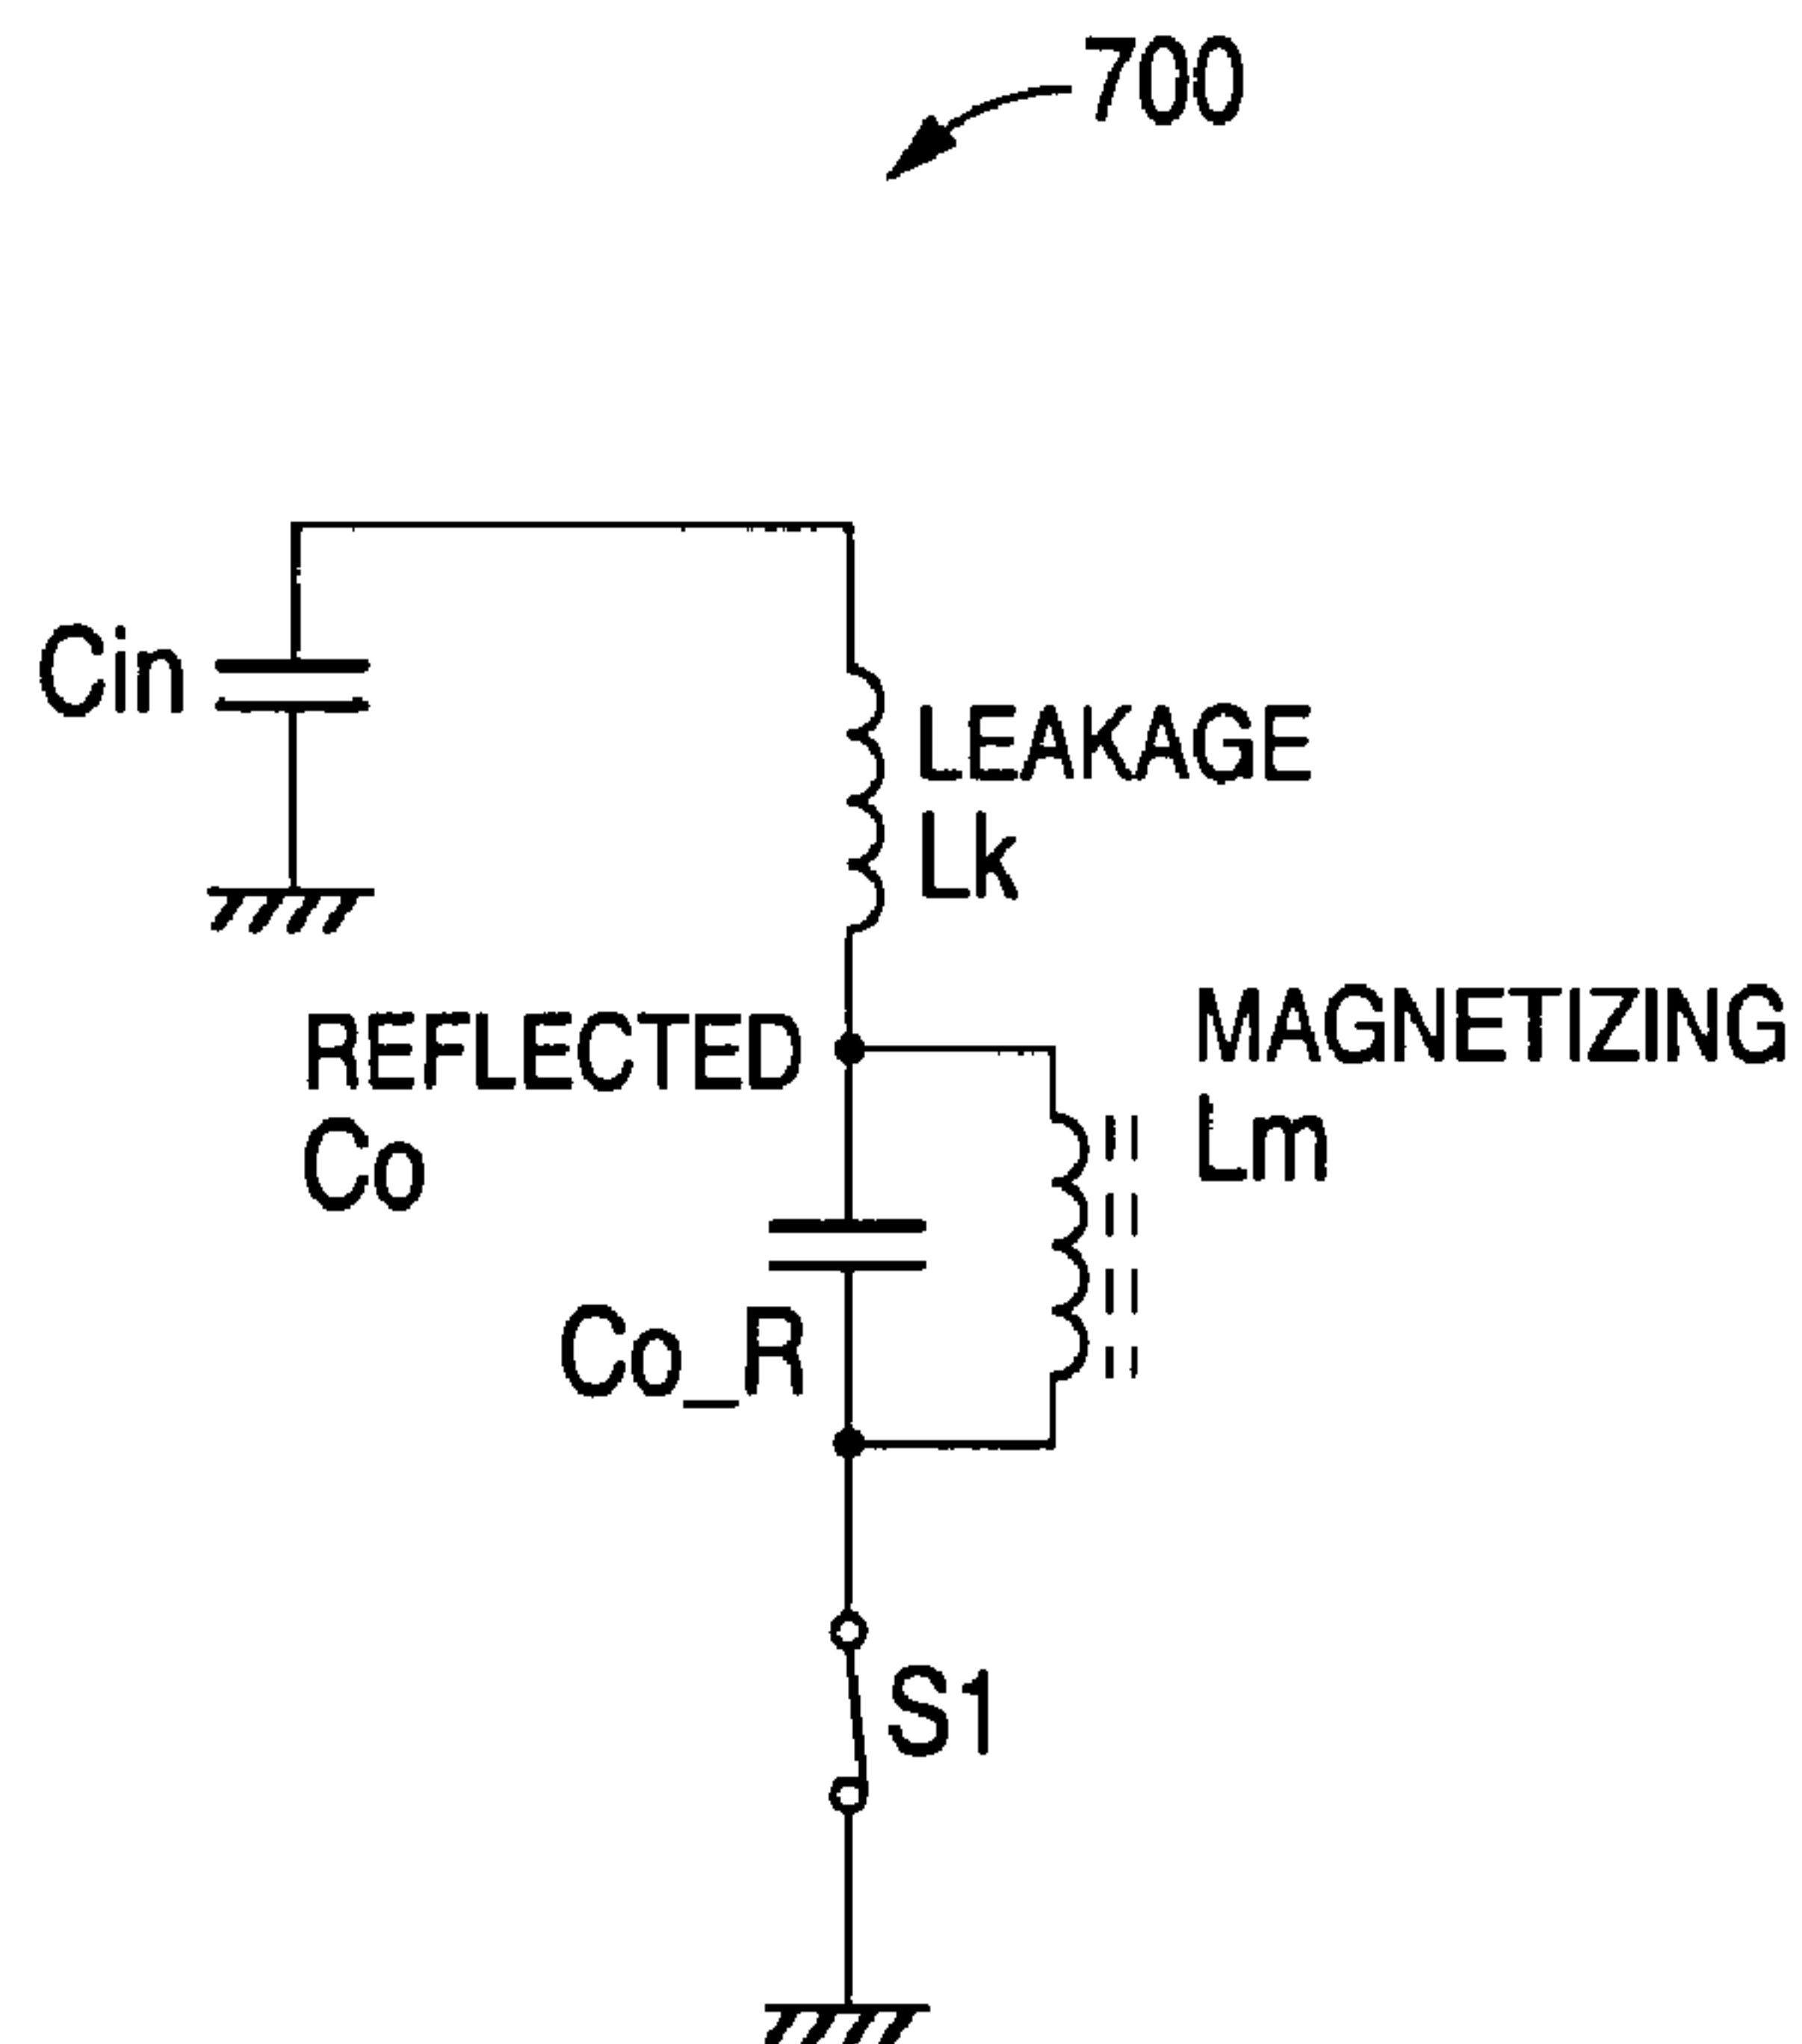 700
Cin
LEAKAGE
Lk
REFLECTED
Co
MAGNETIZING
Lm
Co_R
S1